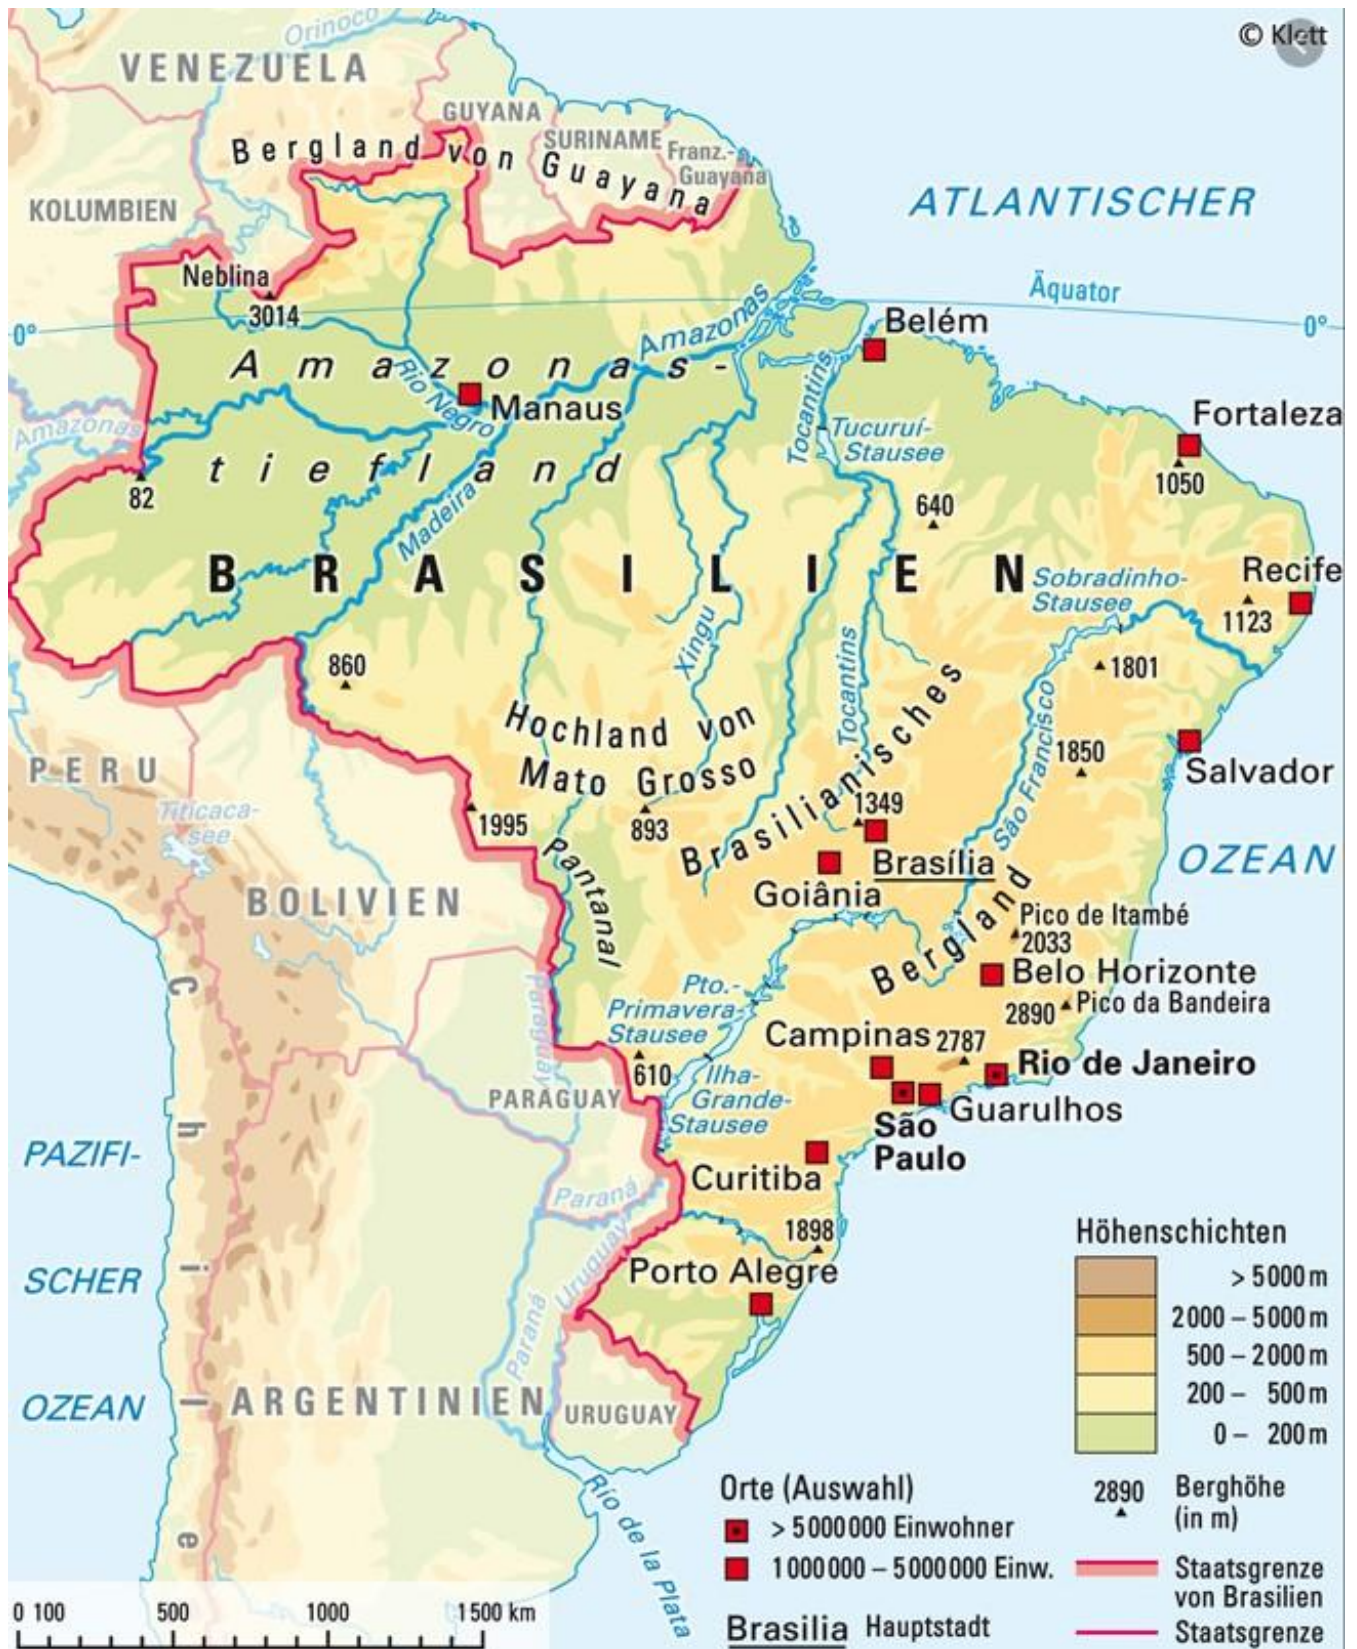 © Klett
Orinoco
VENEZUELA
GUYANA
SURINAME
Franz.-
Guayana
Bergland von Guayana
KOLUMBIEN
ATLANTISCHER
Neblina
3014
Äquator
0°
0°
Belém
Amazonas
Amazonas-
Rio Negro
Manaus
Tocantins
Tucuruí-
Stausee
Fortaleza
1050
Amazonas
tiefland
82
Madeira
640
BRASILIEN
Sobradinho-
Stausee
Recife
1123
1801
860
Xingu
Tocantins
São Francisco
Hochland von
Mato Grosso
893
1850
Salvador
PERU
Titicaca-
see
1995
Brasilianisches
1349
Brasília
Goiânia
OZEAN
Pantanal
BOLIVIEN
Bergland
Pico de Itambé
2033
Belo Horizonte
2890
Pico da Bandeira
Pto.-
Primavera-
Stausee
Paraguay
Campinas
2787
Rio de Janeiro
610
Ilha-
Grande-
Stausee
PARAGUAY
Guarulhos
São
Paulo
PAZIFI-
SCHER
OZEAN
Chile
Curitiba
Paraná
1898
Uruguay
Porto Alegre
Paraná
ARGENTINIEN
URUGUAY
Río de la Plata
Höhenschichten
> 5000 m
2000 – 5000 m
500 – 2000 m
200 – 500 m
0 – 200 m
Orte (Auswahl)
> 5000000 Einwohner
1000000 – 5000000 Einw.
Brasilia Hauptstadt
2890 Berghöhe
(in m)
Staatsgrenze
von Brasilien
Staatsgrenze
0 100 500 1000 1500 km